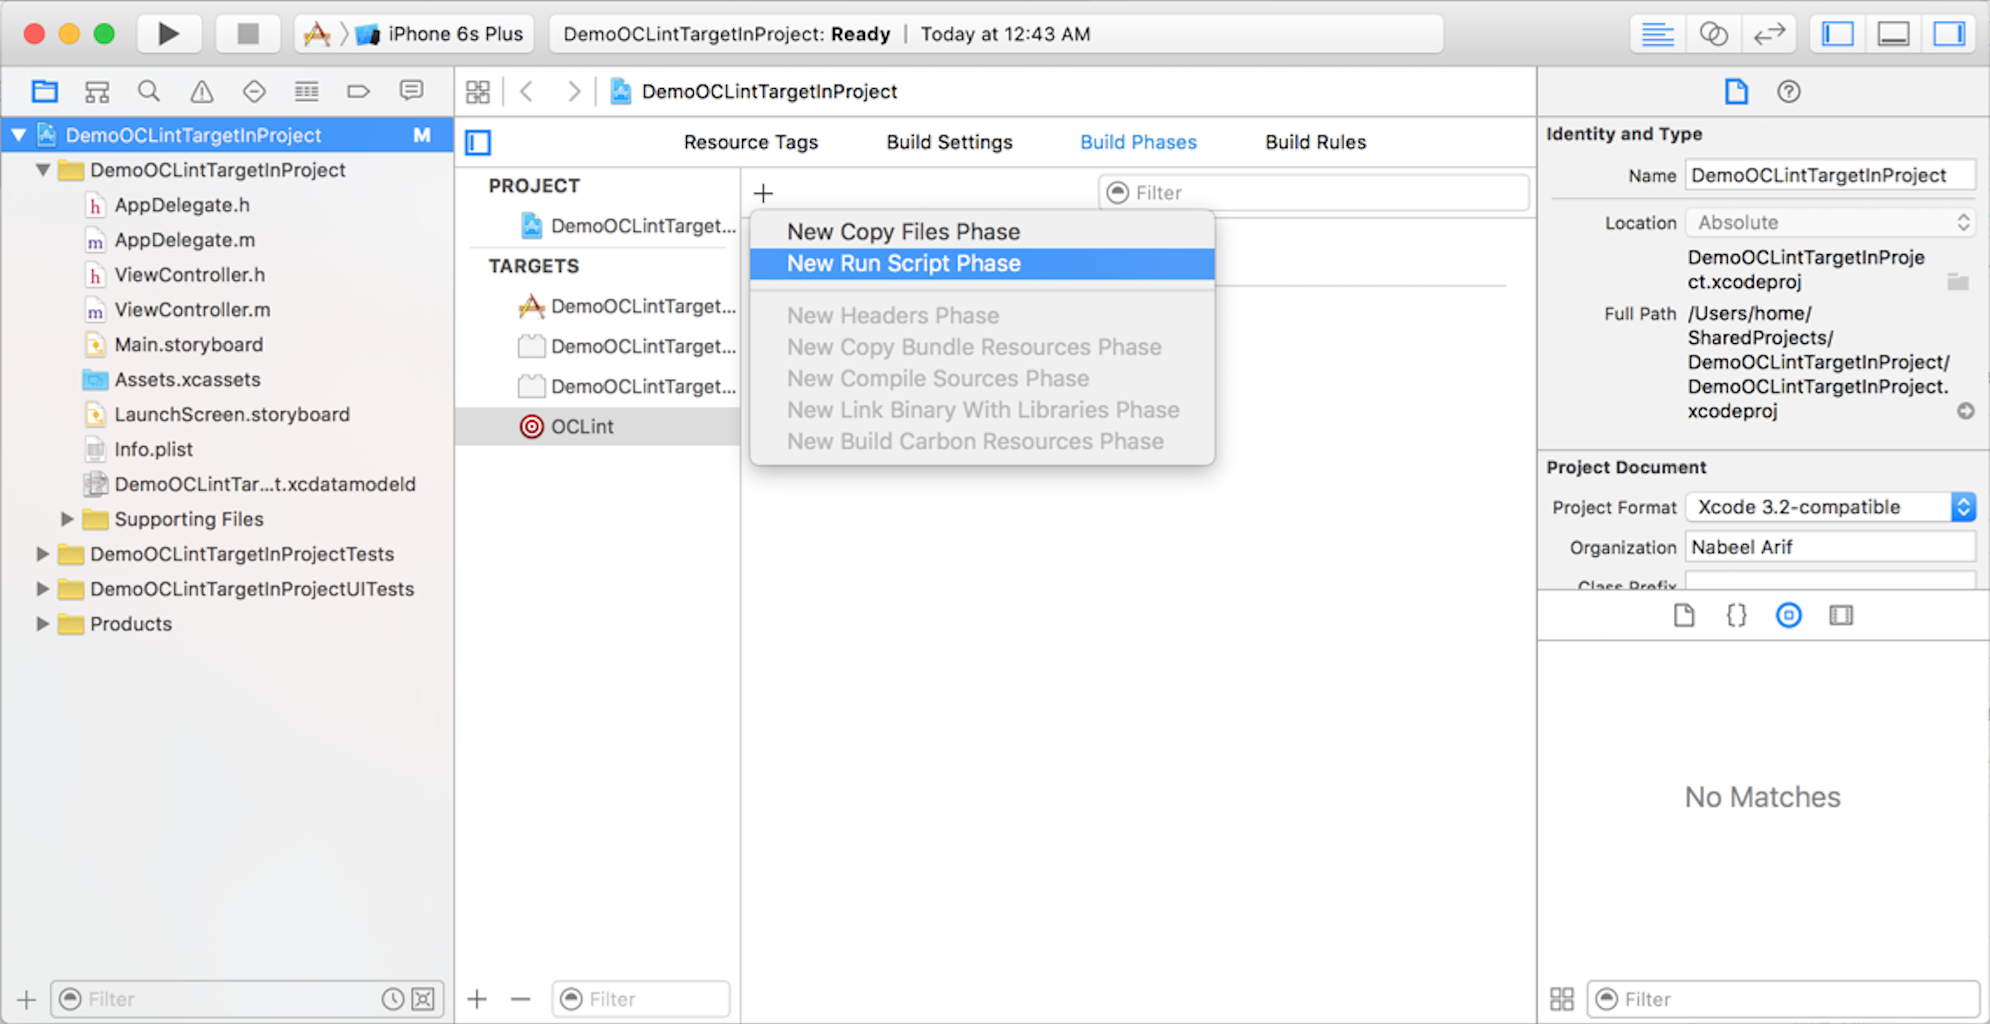 iPhone 6s Plus
DemoOCLintTargetInProject: Ready | Today at 12:43 AM
DemoOCLintTargetInProject M
DemoOCLintTargetInProject
h AppDelegate.h
m AppDelegate.m
h ViewController.h
m ViewController.m
Main.storyboard
Assets.xcassets
LaunchScreen.storyboard
Info.plist
DemoOCLintTar...t.xcdatamodeld
Supporting Files
DemoOCLintTargetInProjectTests
DemoOCLintTargetInProjectUITests
Products
Filter
DemoOCLintTargetInProject
Resource Tags Build Settings Build Phases Build Rules
PROJECT
DemoOCLintTarget...
TARGETS
DemoOCLintTarget...
DemoOCLintTarget...
DemoOCLintTarget...
OCLint
Filter
Filter
New Copy Files Phase
New Run Script Phase
New Headers Phase
New Copy Bundle Resources Phase
New Compile Sources Phase
New Link Binary With Libraries Phase
New Build Carbon Resources Phase
Identity and Type
Name DemoOCLintTargetInProject
Location Absolute
DemoOCLintTargetInProje
ct.xcodeproj
Full Path /Users/home/
SharedProjects/
DemoOCLintTargetInProject/
DemoOCLintTargetInProject.
xcodeproj
Project Document
Project Format Xcode 3.2-compatible
Organization Nabeel Arif
Class Prefix
No Matches
Filter